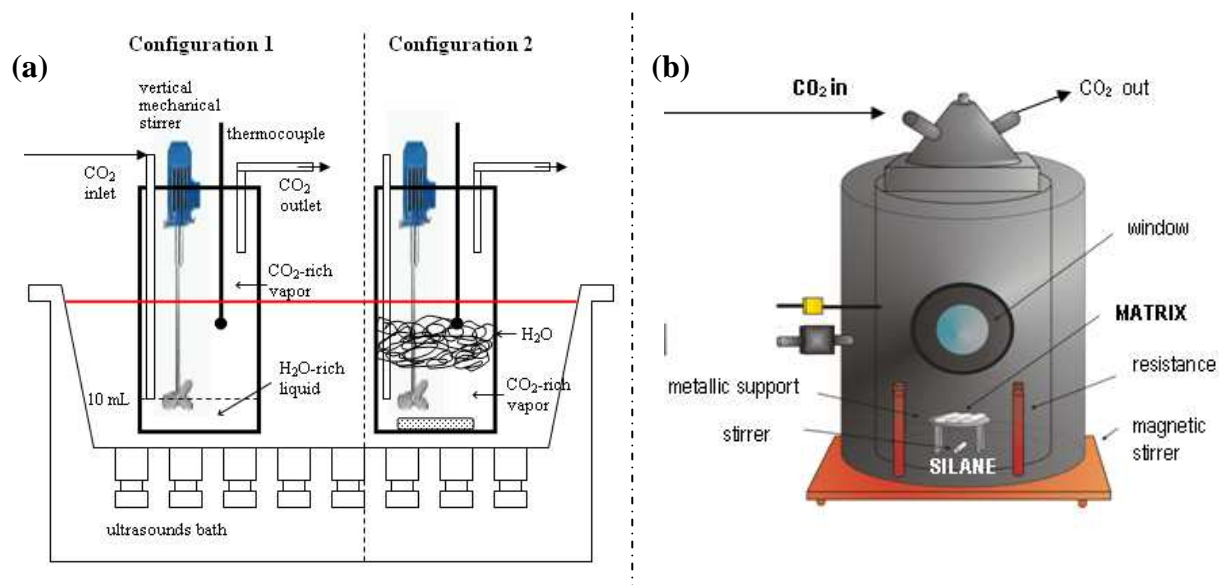 (a)
Configuration 1
Configuration 2
vertical
mechanical
stirrer
thermocouple
CO₂
inlet
CO₂
outlet
CO₂-rich
vapor
H₂O
H₂O-rich
liquid
CO₂-rich
vapor
10 mL
ultrasounds bath
(b)
CO₂ in
CO₂ out
window
MATRIX
resistance
metallic support
stirrer
SILANE
magnetic
stirrer